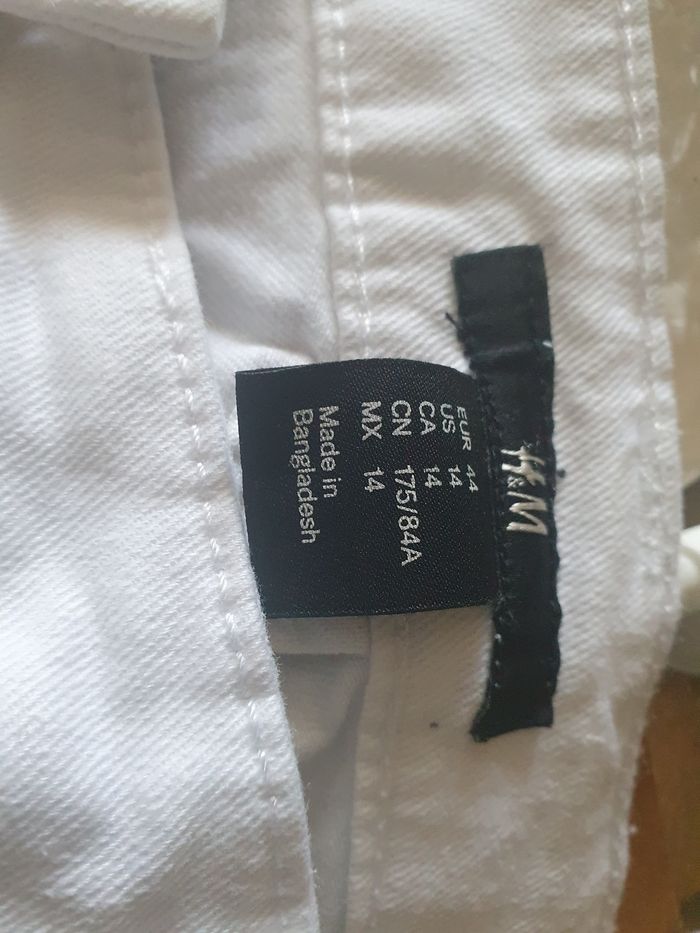 H&M
EUR 44
US 14
CA 14
CN 175/84A
MX 14
Made in
Bangladesh